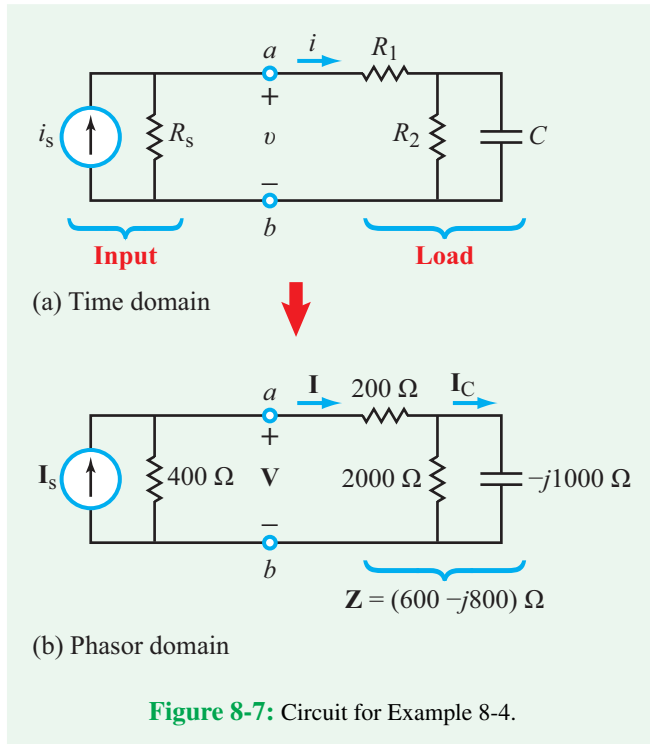 a i R₁
iₛ Rₛ + v − R₂ C
b
Input Load
(a) Time domain
a I 200 Ω I_C
Iₛ 400 Ω + V − 2000 Ω −j1000 Ω
b
Z = (600 −j800) Ω
(b) Phasor domain
Figure 8-7: Circuit for Example 8-4.